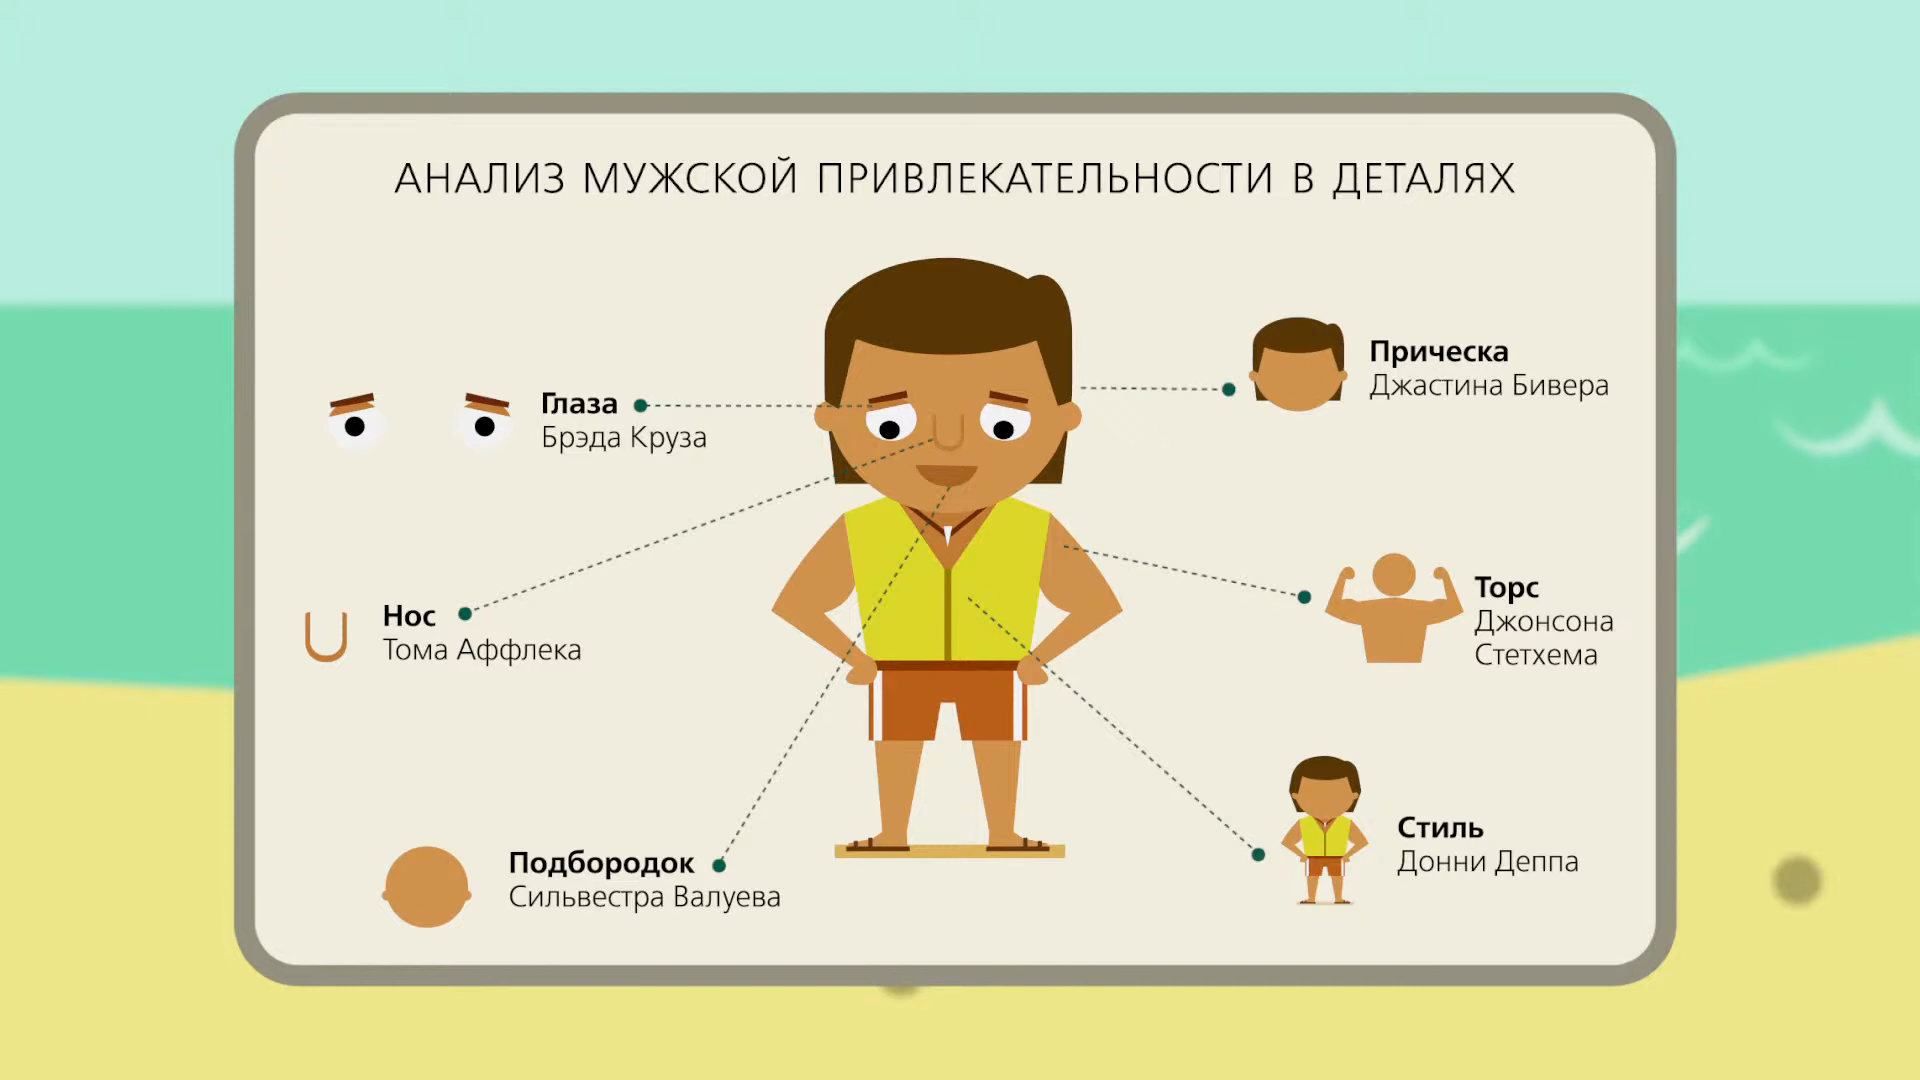 АНАЛИЗ МУЖСКОЙ ПРИВЛЕКАТЕЛЬНОСТИ В ДЕТАЛЯХ
Глаза
Брэда Круза
Нос
Тома Аффлека
Подбородок
Сильвестра Валуева
Прическа
Джастина Бивера
Торс
Джонсона
Стетхема
Стиль
Донни Деппа